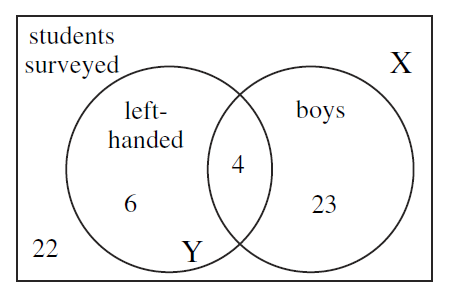 students
surveyed
X
left-
handed
boys
4
6
23
22
Y